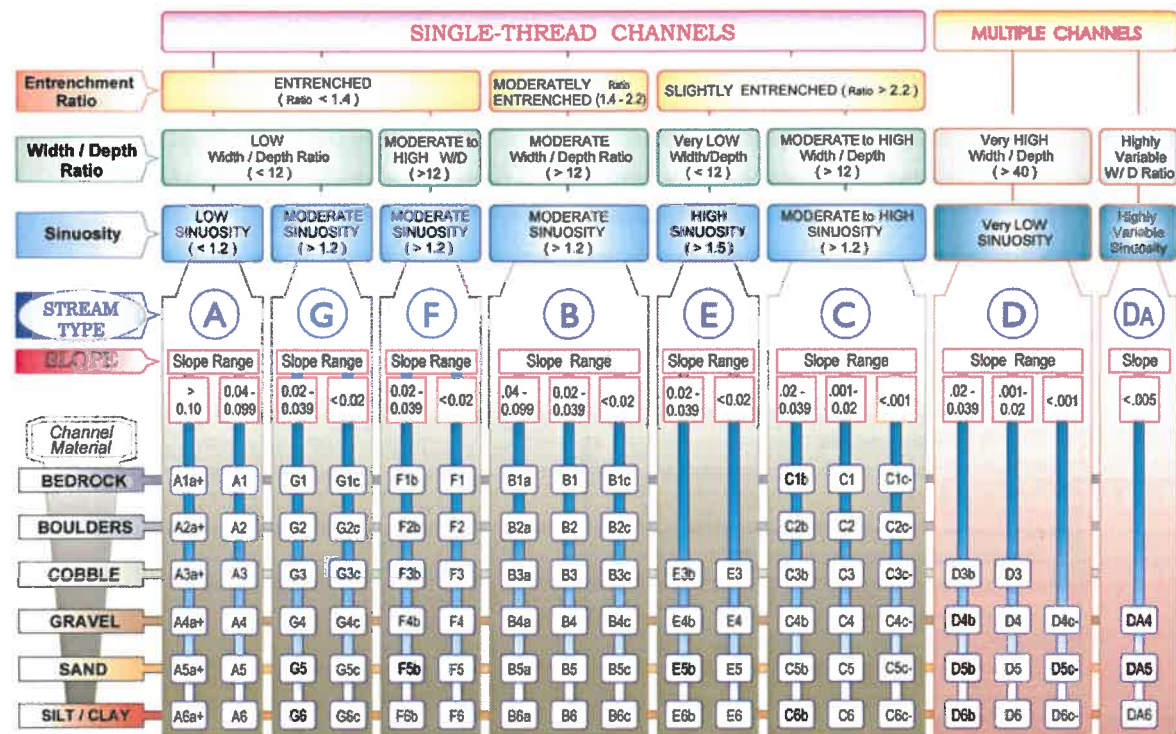 SINGLE-THREAD CHANNELS
MULTIPLE CHANNELS
Entrenchment
Ratio
ENTRENCHED
( Ratio < 1.4 )
MODERATELY Ratio
ENTRENCHED (1.4 - 2.2)
SLIGHTLY ENTRENCHED ( Ratio > 2.2 )
Width / Depth
Ratio
LOW
Width / Depth Ratio
( < 12 )
MODERATE to
HIGH W/D
( >12 )
MODERATE
Width / Depth Ratio
( > 12 )
Very LOW
Width/Depth
( < 12 )
MODERATE to HIGH
Width / Depth
( > 12 )
Very HIGH
Width / Depth
( > 40 )
Highly
Variable
W / D Ratio
Sinuosity
LOW
SINUOSITY
( < 1.2 )
MODERATE
SINUOSITY
( > 1.2 )
MODERATE
SINUOSITY
( > 1.2 )
MODERATE
SINUOSITY
( > 1.2 )
HIGH
SINUOSITY
( > 1.5 )
MODERATE to HIGH
SINUOSITY
( > 1.2 )
Very LOW
SINUOSITY
Highly
Variable
Sinuosity
STREAM
TYPE
A G F B E C D DA
SLOPE
Slope Range Slope Range Slope Range Slope Range Slope Range Slope Range Slope Range Slope
> 0.10
0.04 - 0.099
0.02 - 0.039
<0.02
0.02 - 0.039
<0.02
.04 - 0.099
0.02 - 0.039
<0.02
0.02 - 0.039
<0.02
.02 - 0.039
.001- 0.02
<.001
.02 - 0.039
.001- 0.02
<.001
<.005
Channel
Material
BEDROCK A1a+ A1 G1 G1c F1b F1 B1a B1 B1c C1b C1 C1c-
BOULDERS A2a+ A2 G2 G2c F2b F2 B2a B2 B2c C2b C2 C2c-
COBBLE A3a+ A3 G3 G3c F3b F3 B3a B3 B3c E3b E3 C3b C3 C3c- D3b D3
GRAVEL A4a+ A4 G4 G4c F4b F4 B4a B4 B4c E4b E4 C4b C4 C4c- D4b D4 D4c- DA4
SAND A5a+ A5 G5 G5c F5b F5 B5a B5 B5c E5b E5 C5b C5 C5c- D5b D5 D5c- DA5
SILT / CLAY A6a+ A6 G6 G6c F6b F6 B6a B6 B6c E6b E6 C6b C6 C6c- D6b D6 D6c- DA6